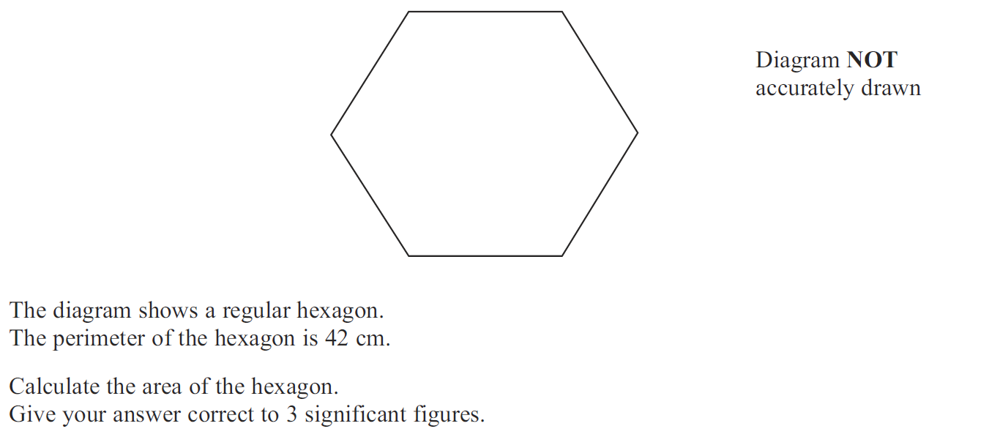 Diagram NOT
accurately drawn
The diagram shows a regular hexagon.
The perimeter of the hexagon is 42 cm.
Calculate the area of the hexagon.
Give your answer correct to 3 significant figures.